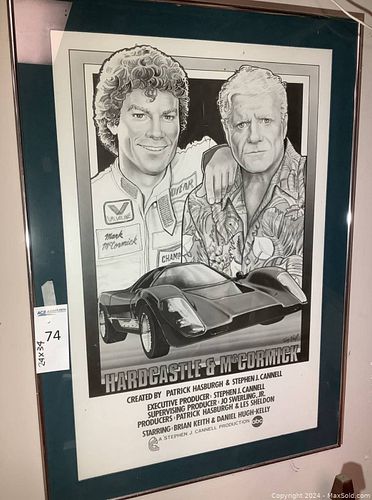 VALVOLINE
Mark
McCormick
CHAMP
ACE
74
24x34
HARDCASTLE & McCORMICK
CREATED BY PATRICK HASBURGH & STEPHEN J. CANNELL
EXECUTIVE PRODUCER · STEPHEN J. CANNELL
SUPERVISING PRODUCER · JO SWERLING, JR.
PRODUCERS · PATRICK HASBURGH & LES SHELDON
STARRING · BRIAN KEITH & DANIEL HUGH-KELLY
A STEPHEN J. CANNELL PRODUCTION abc
Copyright 2024 - MaxSold.com